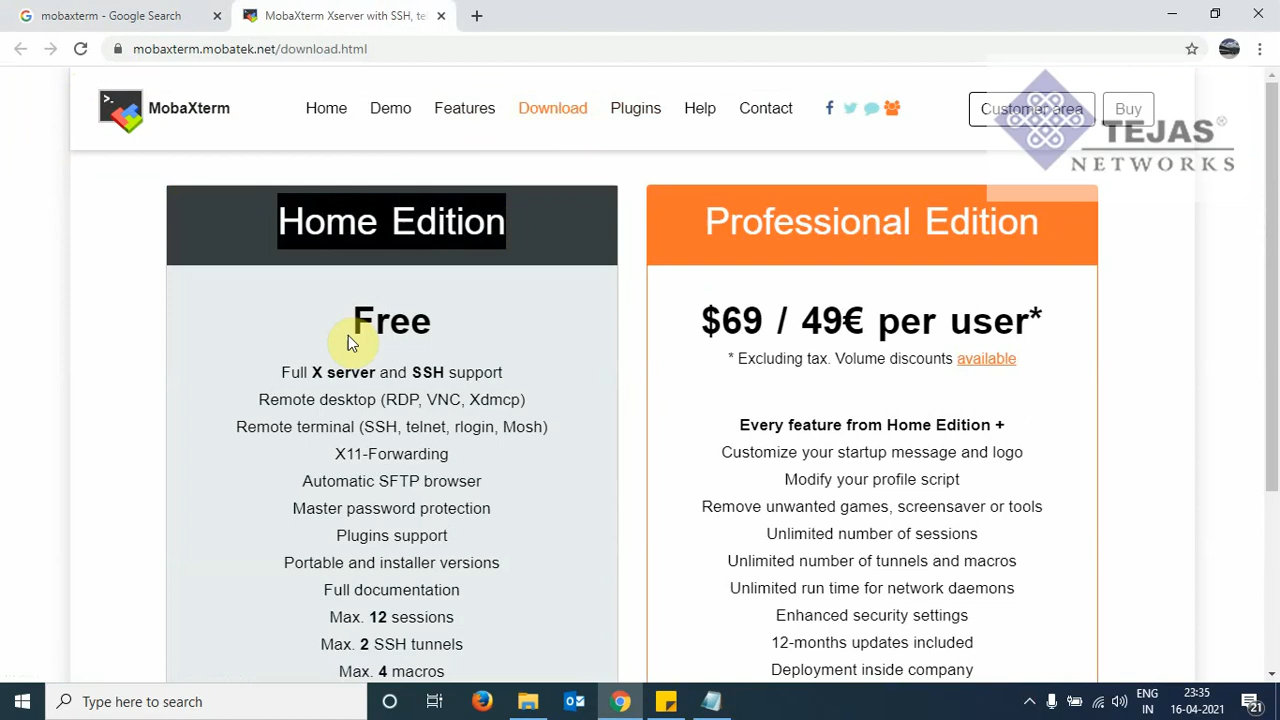 mobaxterm - Google Search
MobaXterm Xserver with SSH, te
mobaxterm.mobatek.net/download.html
MobaXterm
Home
Demo
Features
Download
Plugins
Help
Contact
Customer area
Buy
TEJAS®
NETWORKS
Home Edition
Free
Full X server and SSH support
Remote desktop (RDP, VNC, Xdmcp)
Remote terminal (SSH, telnet, rlogin, Mosh)
X11-Forwarding
Automatic SFTP browser
Master password protection
Plugins support
Portable and installer versions
Full documentation
Max. 12 sessions
Max. 2 SSH tunnels
Max. 4 macros
Professional Edition
$69 / 49€ per user*
* Excluding tax. Volume discounts available
Every feature from Home Edition +
Customize your startup message and logo
Modify your profile script
Remove unwanted games, screensaver or tools
Unlimited number of sessions
Unlimited number of tunnels and macros
Unlimited run time for network daemons
Enhanced security settings
12-months updates included
Deployment inside company
Type here to search
ENG
IN
23:35
16-04-2021
21